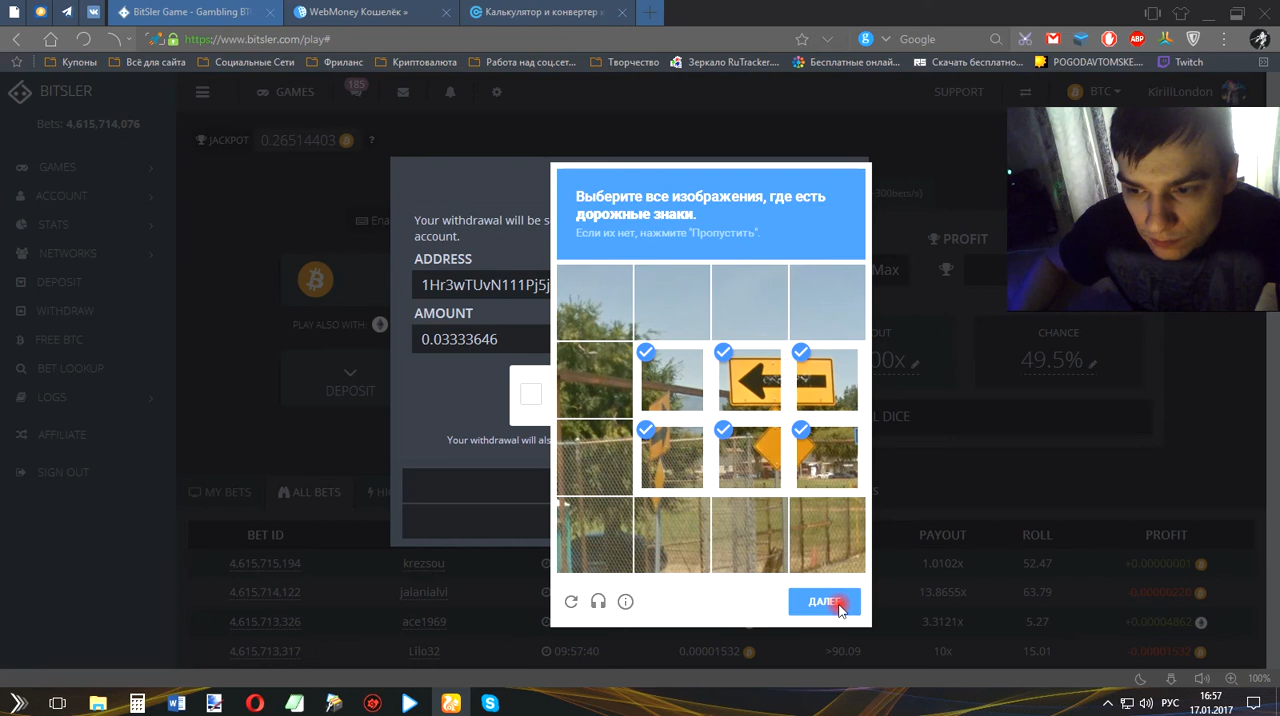 BitSler Game - Gambling BT
WebMoney Кошелёк »
Калькулятор и конвертер к
https://www.bitsler.com/play#
Google
Купоны
Всё для сайта
Социальные Сети
Фриланс
Криптовалюта
Работа над соц.сет...
Творчество
Зеркало RuTracker....
Бесплатные онлай...
Скачать бесплатно...
POGODAVTOMSKE....
Twitch
BITSLER
GAMES
185
SUPPORT
BTC
KirillLondon
Bets: 4,615,714,076
JACKPOT 0.26514403 ?
GAMES
ACCOUNT
STATS
NETWORKS
DEPOSIT
WITHDRAW
FREE BTC
BET LOOKUP
LOGS
AFFILIATE
SIGN OUT
PLAY ALSO WITH:
DEPOSIT
Your withdrawal will be s
account.
ADDRESS
1Hr3wTUvN111Pj5j
AMOUNT
0.03333646
Your withdrawal will als
Выберите все изображения, где есть
дорожные знаки.
Если их нет, нажмите "Пропустить".
ДАЛЕЕ
PROFIT
Max
CHANCE
49.5%
MY BETS
ALL BETS
BET ID
PAYOUT
ROLL
PROFIT
4.615.715.194 krezsou 1.0102x 52.47 +0.00000001
4.615.714.122 jalanlalvi 13.8655x 63.79 -0.00000220
4.615.713.326 ace1969 3.3121x 5.27 +0.00004862
4.615.713.317 Lilo32 09:57:40 0.00001532 >90.09 10x 15.01 -0.00001532
100%
РУС
16:57
17.01.2017